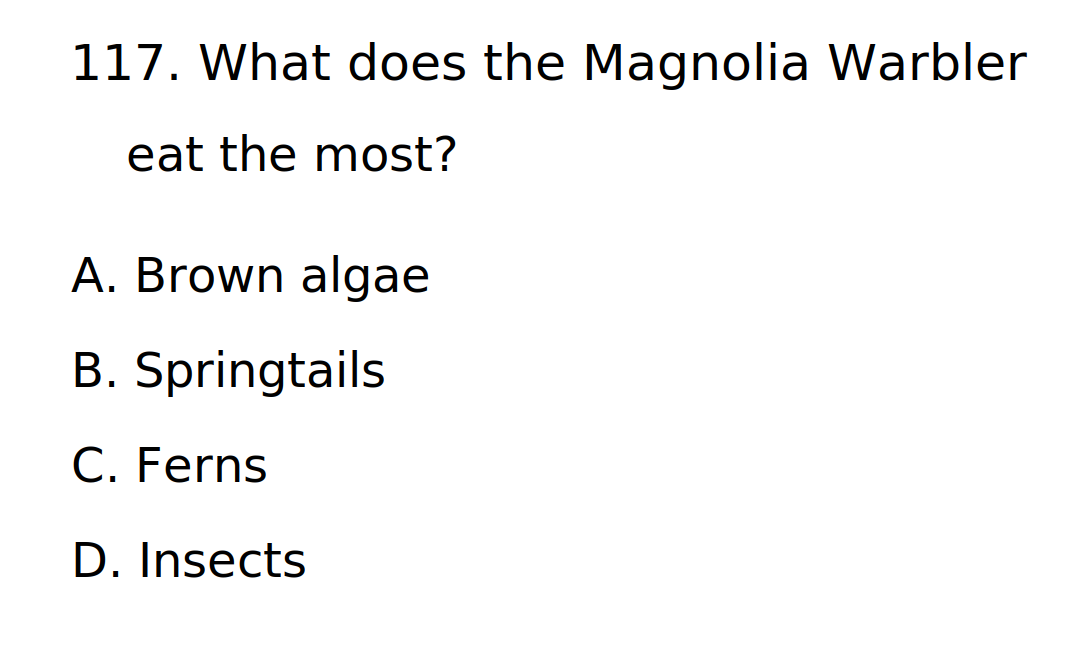 117. What does the Magnolia Warbler
eat the most?
A. Brown algae
B. Springtails
C. Ferns
D. Insects